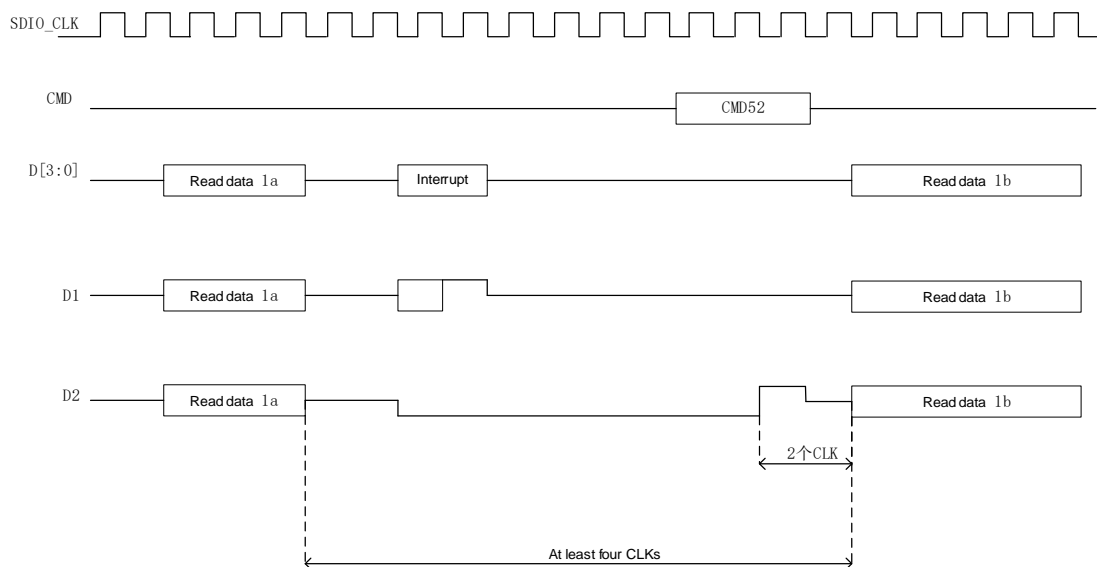 SDIO_CLK
CMD
CMD52
D[3:0]
Read data 1a
Interrupt
Read data 1b
D1
Read data 1a
Read data 1b
D2
Read data 1a
Read data 1b
2个CLK
At least four CLKs